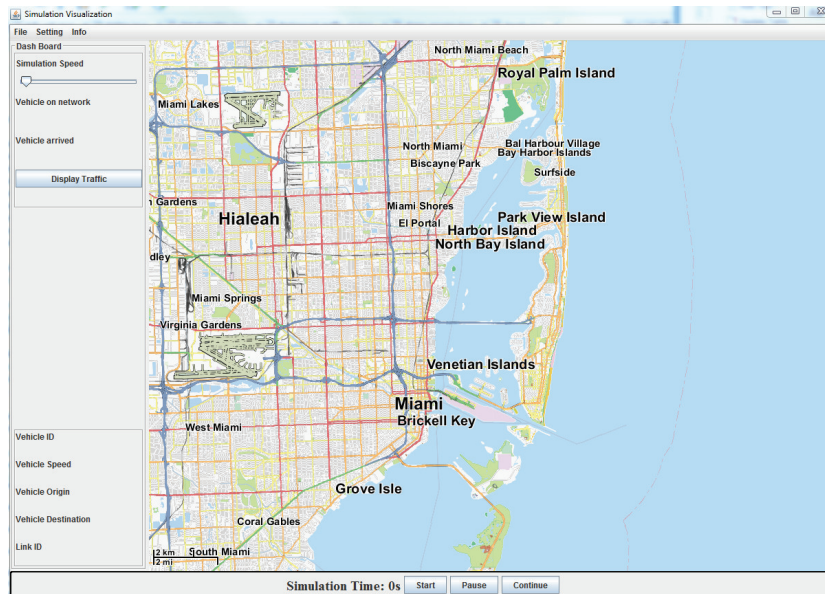 Simulation Visualization
File Setting Info
Dash Board
Simulation Speed
Vehicle on network
Vehicle arrived
Display Traffic
Vehicle ID
Vehicle Speed
Vehicle Origin
Vehicle Destination
Link ID
North Miami Beach
Royal Palm Island
Miami Lakes
North Miami
Bal Harbour Village
Bay Harbor Islands
Biscayne Park
Surfside
n Gardens
Miami Shores
Hialeah
El Portal
Park View Island
Harbor Island
North Bay Island
dley
Miami Springs
Virginia Gardens
Venetian Islands
Miami
Brickell Key
West Miami
Grove Isle
Coral Gables
South Miami
2 km
2 mi
Simulation Time: 0s Start Pause Continue